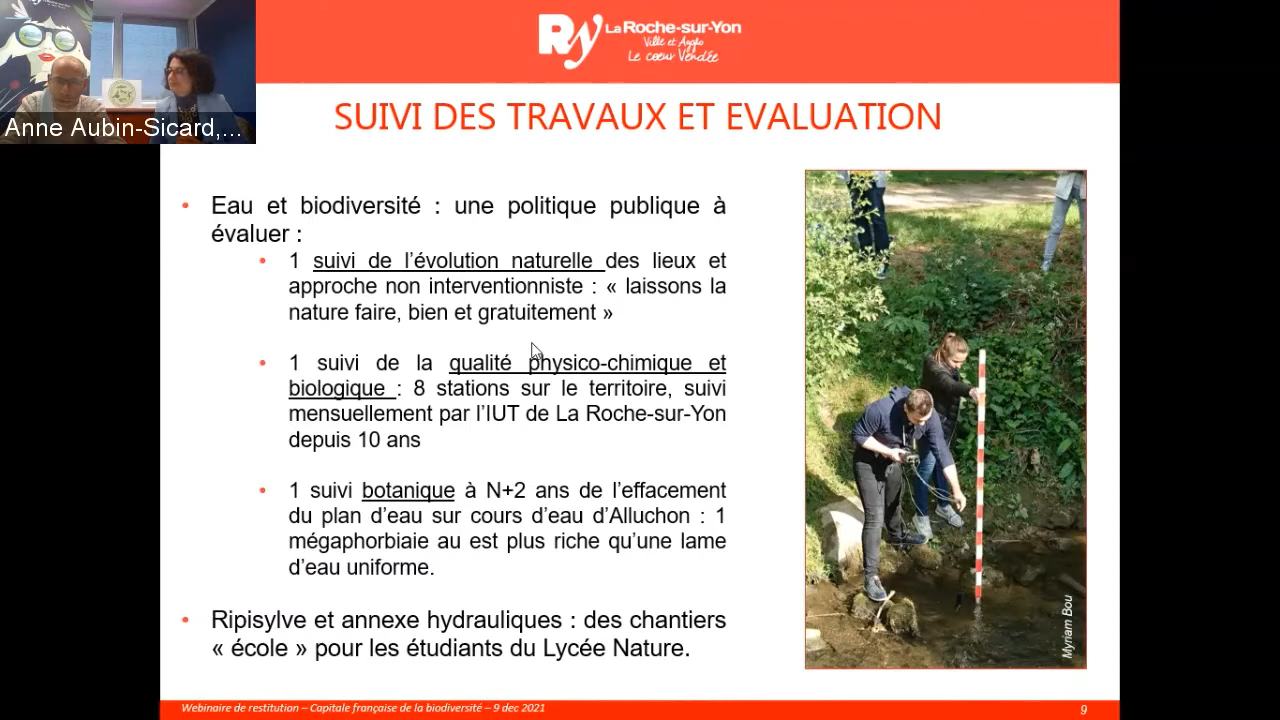 Anne Aubin-Sicard,...
Ry
La Roche-sur-Yon
Ville et Agglo
Le cœur Vendée
SUIVI DES TRAVAUX ET EVALUATION
• Eau et biodiversité : une politique publique à
évaluer :
• 1 suivi de l’évolution naturelle des lieux et
approche non interventionniste : « laissons la
nature faire, bien et gratuitement »
• 1 suivi de la qualité physico-chimique et
biologique : 8 stations sur le territoire, suivi
mensuellement par l’IUT de La Roche-sur-Yon
depuis 10 ans
• 1 suivi botanique à N+2 ans de l’effacement
du plan d’eau sur cours d’eau d’Alluchon : 1
mégaphorbiaie au est plus riche qu’une lame
d’eau uniforme.
• Ripisylve et annexe hydrauliques : des chantiers
« école » pour les étudiants du Lycée Nature.
Myriam Bou
Webinaire de restitution – Capitale française de la biodiversité – 9 dec 2021
9